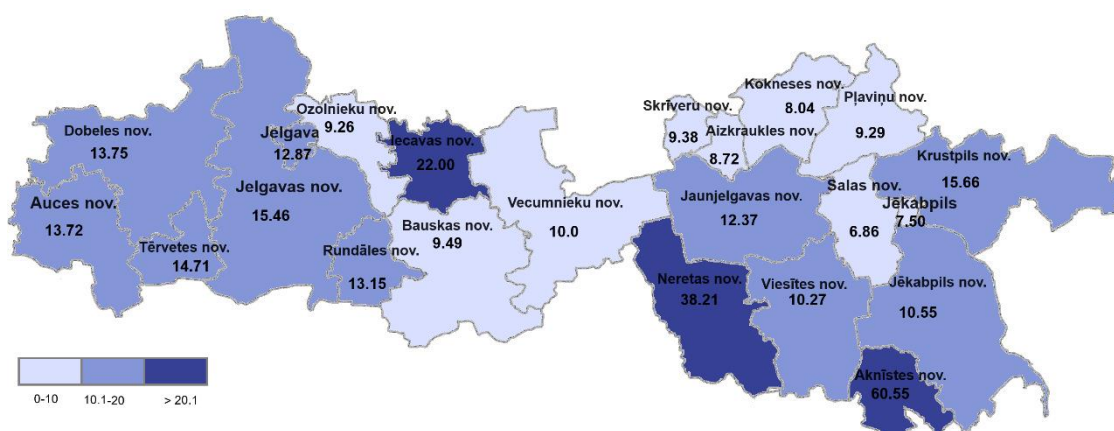 Dobeles nov.
13.75
Auces nov.
13.72
Tērvetes nov.
14.71
Jelgava
12.87
Jelgavas nov.
15.46
Ozolnieku nov.
9.26
Iecavas nov.
22.00
Rundāles nov.
13.15
Bauskas nov.
9.49
Vecumnieku nov.
10.0
Skrīveru nov.
9.38
Aizkraukles nov.
8.72
Kokneses nov.
8.04
Pļaviņu nov.
9.29
Krustpils nov.
15.66
Jaunjelgavas nov.
12.37
Salas nov.
6.86
Jēkabpils
7.50
Neretas nov.
38.21
Viesītes nov.
10.27
Jēkabpils nov.
10.55
Aknīstes nov.
60.55
0-10
10.1-20
> 20.1